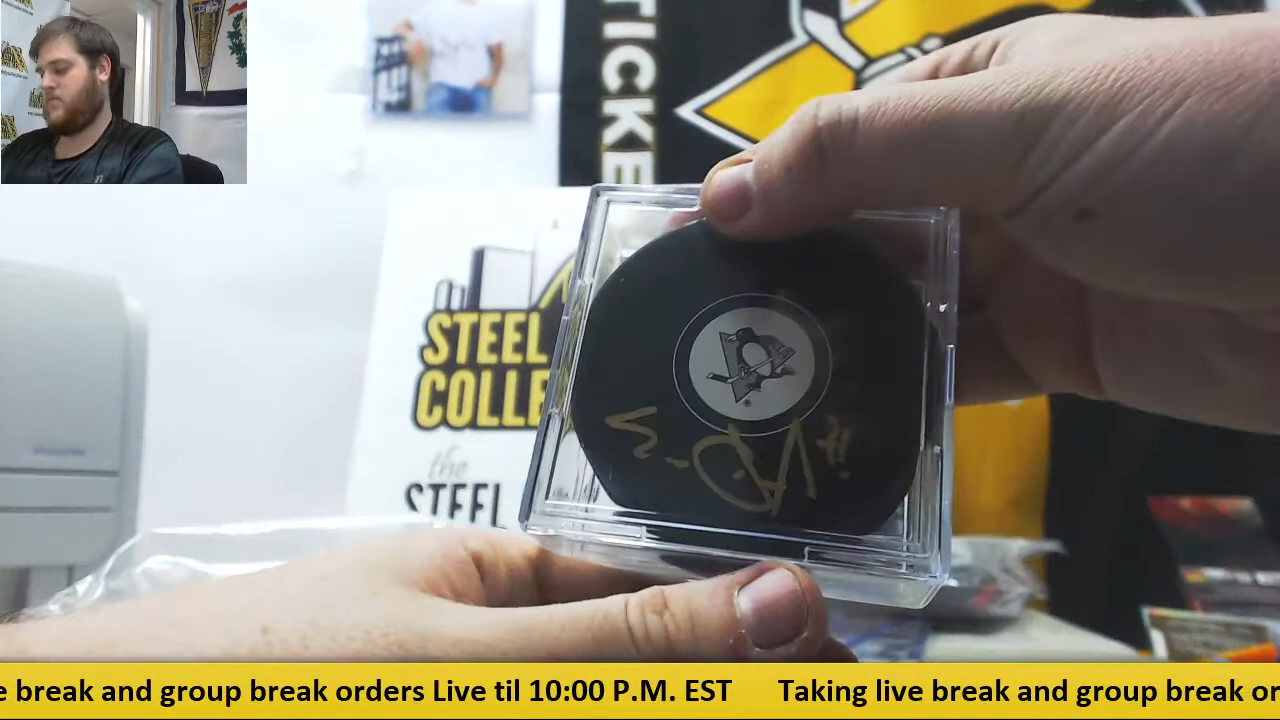 TICKE
STEEL
COLLE
the
STEEL
e break and group break orders Live til 10:00 P.M. EST Taking live break and group break or